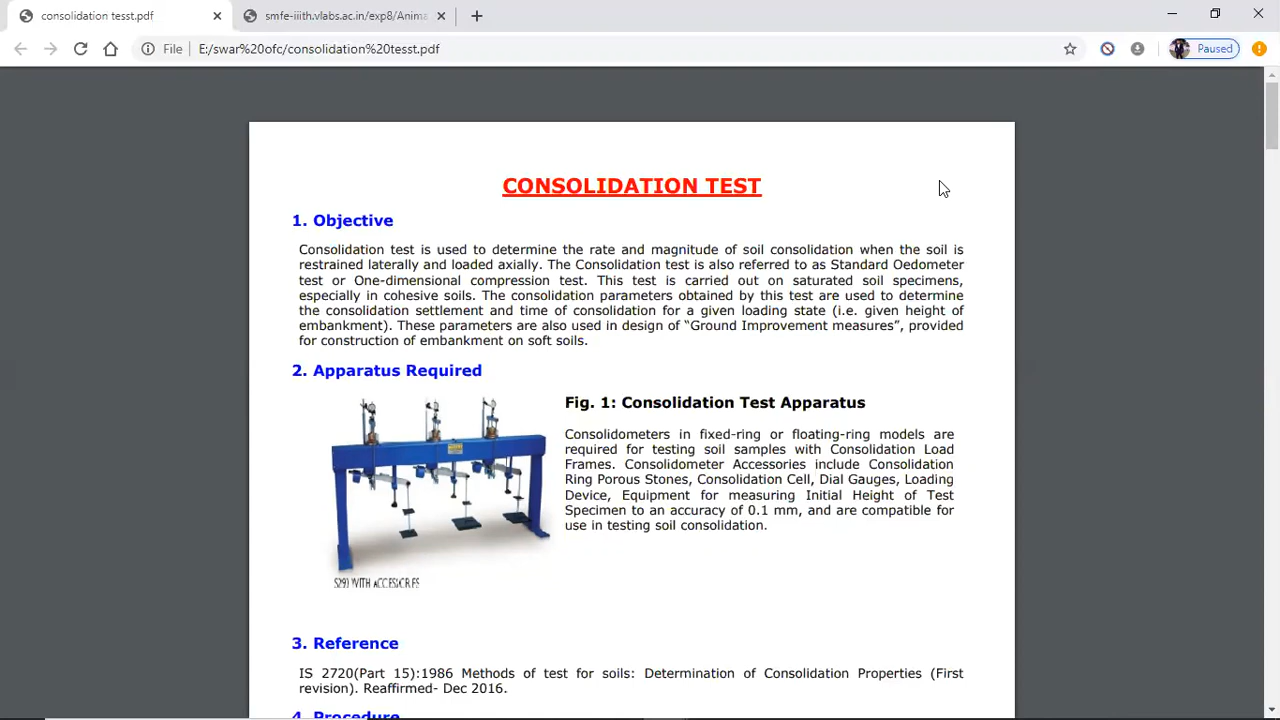 consolidation tesst.pdf
smfe-iiith.vlabs.ac.in/exp8/Anima
File
E:/swar%20ofc/consolidation%20tesst.pdf
Paused
CONSOLIDATION TEST
1. Objective
Consolidation test is used to determine the rate and magnitude of soil consolidation when the soil is
restrained laterally and loaded axially. The Consolidation test is also referred to as Standard Oedometer
test or One-dimensional compression test. This test is carried out on saturated soil specimens,
especially in cohesive soils. The consolidation parameters obtained by this test are used to determine
the consolidation settlement and time of consolidation for a given loading state (i.e. given height of
embankment). These parameters are also used in design of “Ground Improvement measures”, provided
for construction of embankment on soft soils.
2. Apparatus Required
Fig. 1: Consolidation Test Apparatus
Consolidometers in fixed-ring or floating-ring models are
required for testing soil samples with Consolidation Load
Frames. Consolidometer Accessories include Consolidation
Ring Porous Stones, Consolidation Cell, Dial Gauges, Loading
Device, Equipment for measuring Initial Height of Test
Specimen to an accuracy of 0.1 mm, and are compatible for
use in testing soil consolidation.
WITH ACCESICRES
3. Reference
IS 2720(Part 15):1986 Methods of test for soils: Determination of Consolidation Properties (First
revision). Reaffirmed- Dec 2016.
4. Procedure